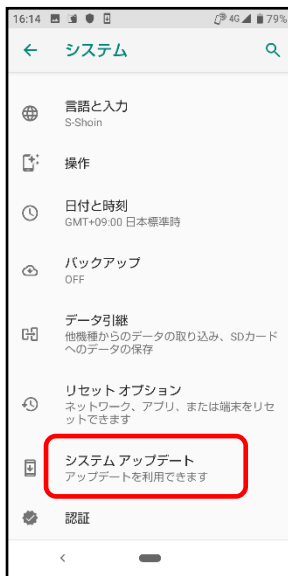 16:14 4G 79%
システム
言語と入力
S-Shoin
操作
日付と時刻
GMT+09:00 日本標準時
バックアップ
OFF
データ引継
他機種からのデータの取り込み、SDカード
へのデータの保存
リセット オプション
ネットワーク、アプリ、または端末をリセ
ットできます
システム アップデート
アップデートを利用できます
認証